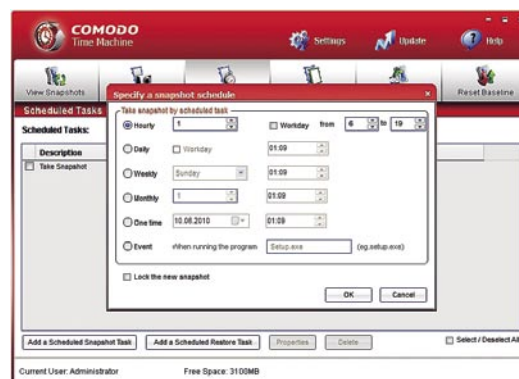 COMODO
Time Machine
Settings
Update
Help
View Snapshots
Reset Baseline
Scheduled Tasks
Specify a snapshot schedule
Take snapshot by scheduled task
Scheduled Tasks:
Hourly 1 Workday from 6 to 19
Description
Take Snapshot
Daily Workday 01:09
Weekly Sunday 01:09
Monthly 1 01:09
One time 10.08.2010 01:09
Event When running the program Setup.exe (eg.setup.exe)
Lock the new snapshot
OK Cancel
Add a Scheduled Snapshot Task Add a Scheduled Restore Task Properties Delete Select / Deselect All
Current User: Administrator Free Space: 3108MB